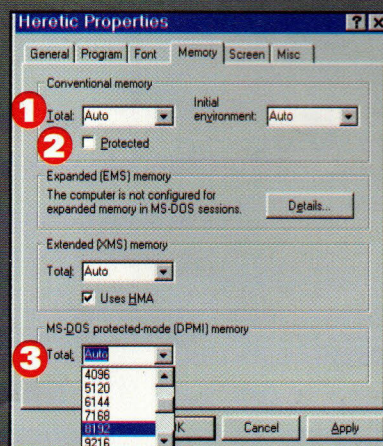 Heretic Properties
General Program Font Memory Screen Misc
Conventional memory
1 Total: Auto Initial environment: Auto
2 Protected
Expanded (EMS) memory
The computer is not configured for
expanded memory in MS-DOS sessions. Details...
Extended (XMS) memory
Total: Auto
Uses HMA
MS-DOS protected-mode (DPMI) memory
3 Total: Auto
4096
5120
6144
7168
8192
9216
Cancel Apply